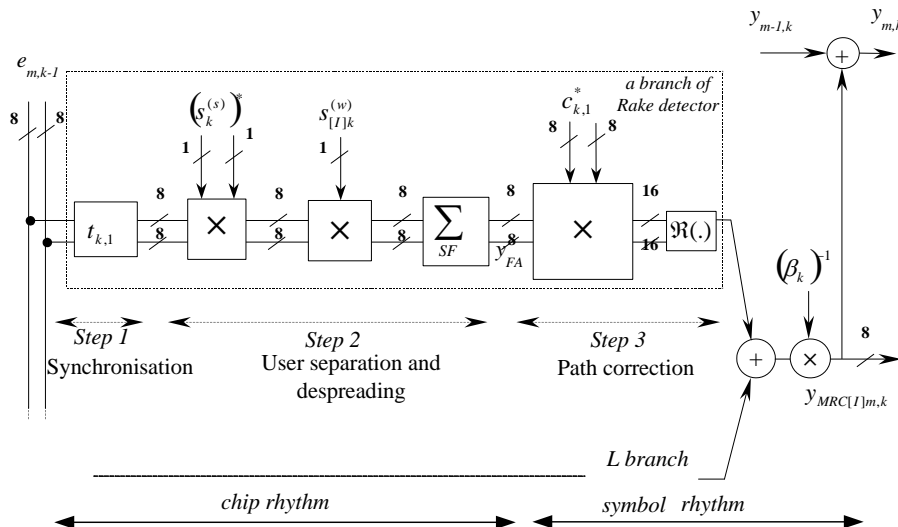 y_{m-1,k} y_{m,k}
+
e_{m,k-1}
a branch of
Rake detector
(s_k^{(s)})^* s_{[I]k}^{(w)} c_{k,1}^*
8 8 1 1 1 8 8
8 8 8 8 8 16
t_{k,1} × × ∑ SF × ℜ(.)
8 8 8 8 16
y_{FA}
(β_k)^{-1}
Step 1 Step 2 Step 3
Synchronisation User separation and Path correction
despreading
+ × 8
y_{MRC[I]m,k}
L branch
chip rhythm symbol rhythm